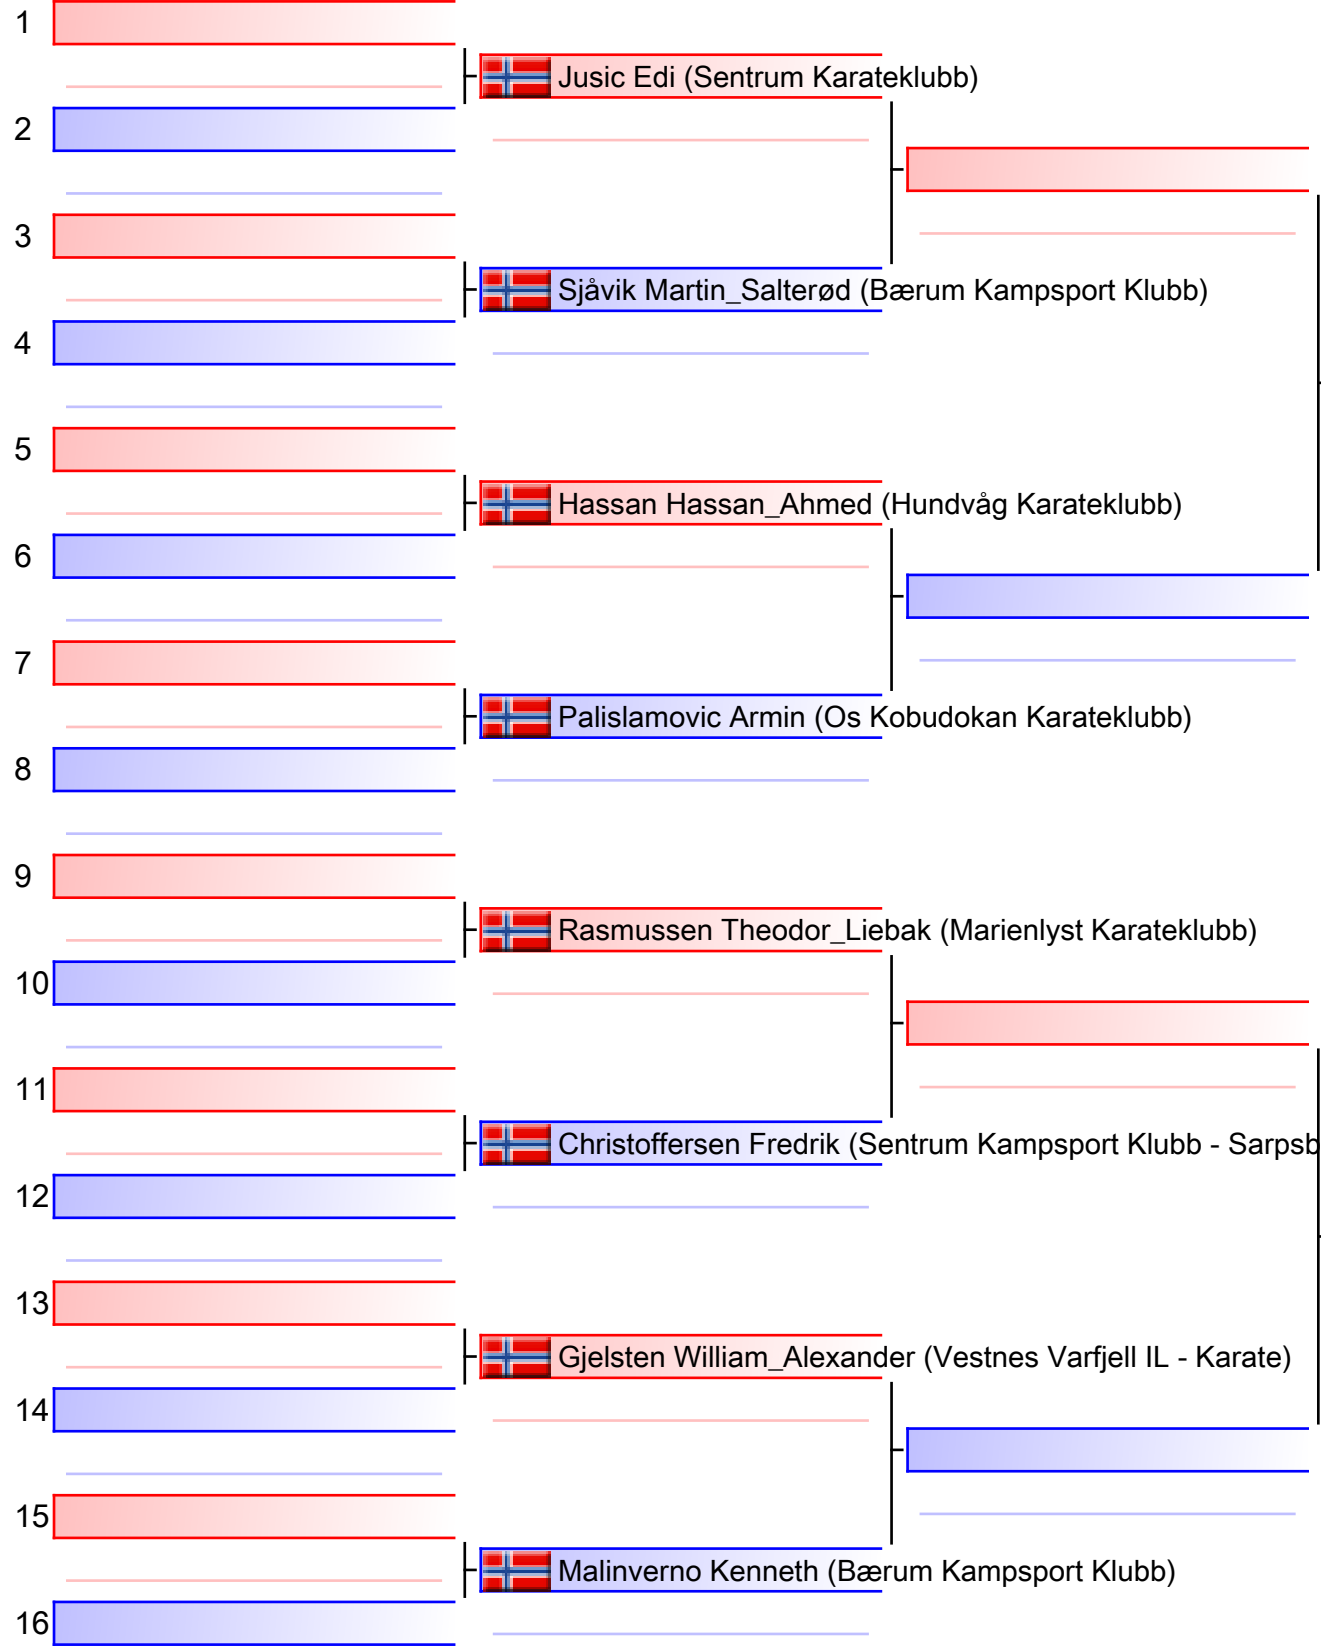 1
Jusic Edi (Sentrum Karateklubb)
2
3
Sjåvik Martin_Salterød (Bærum Kampsport Klubb)
4
5
Hassan Hassan_Ahmed (Hundvåg Karateklubb)
6
7
Palislamovic Armin (Os Kobudokan Karateklubb)
8
9
Rasmussen Theodor_Liebak (Marienlyst Karateklubb)
10
11
Christoffersen Fredrik (Sentrum Kampsport Klubb - Sarpsb
12
13
Gjelsten William_Alexander (Vestnes Varfjell IL - Karate)
14
15
Malinverno Kenneth (Bærum Kampsport Klubb)
16